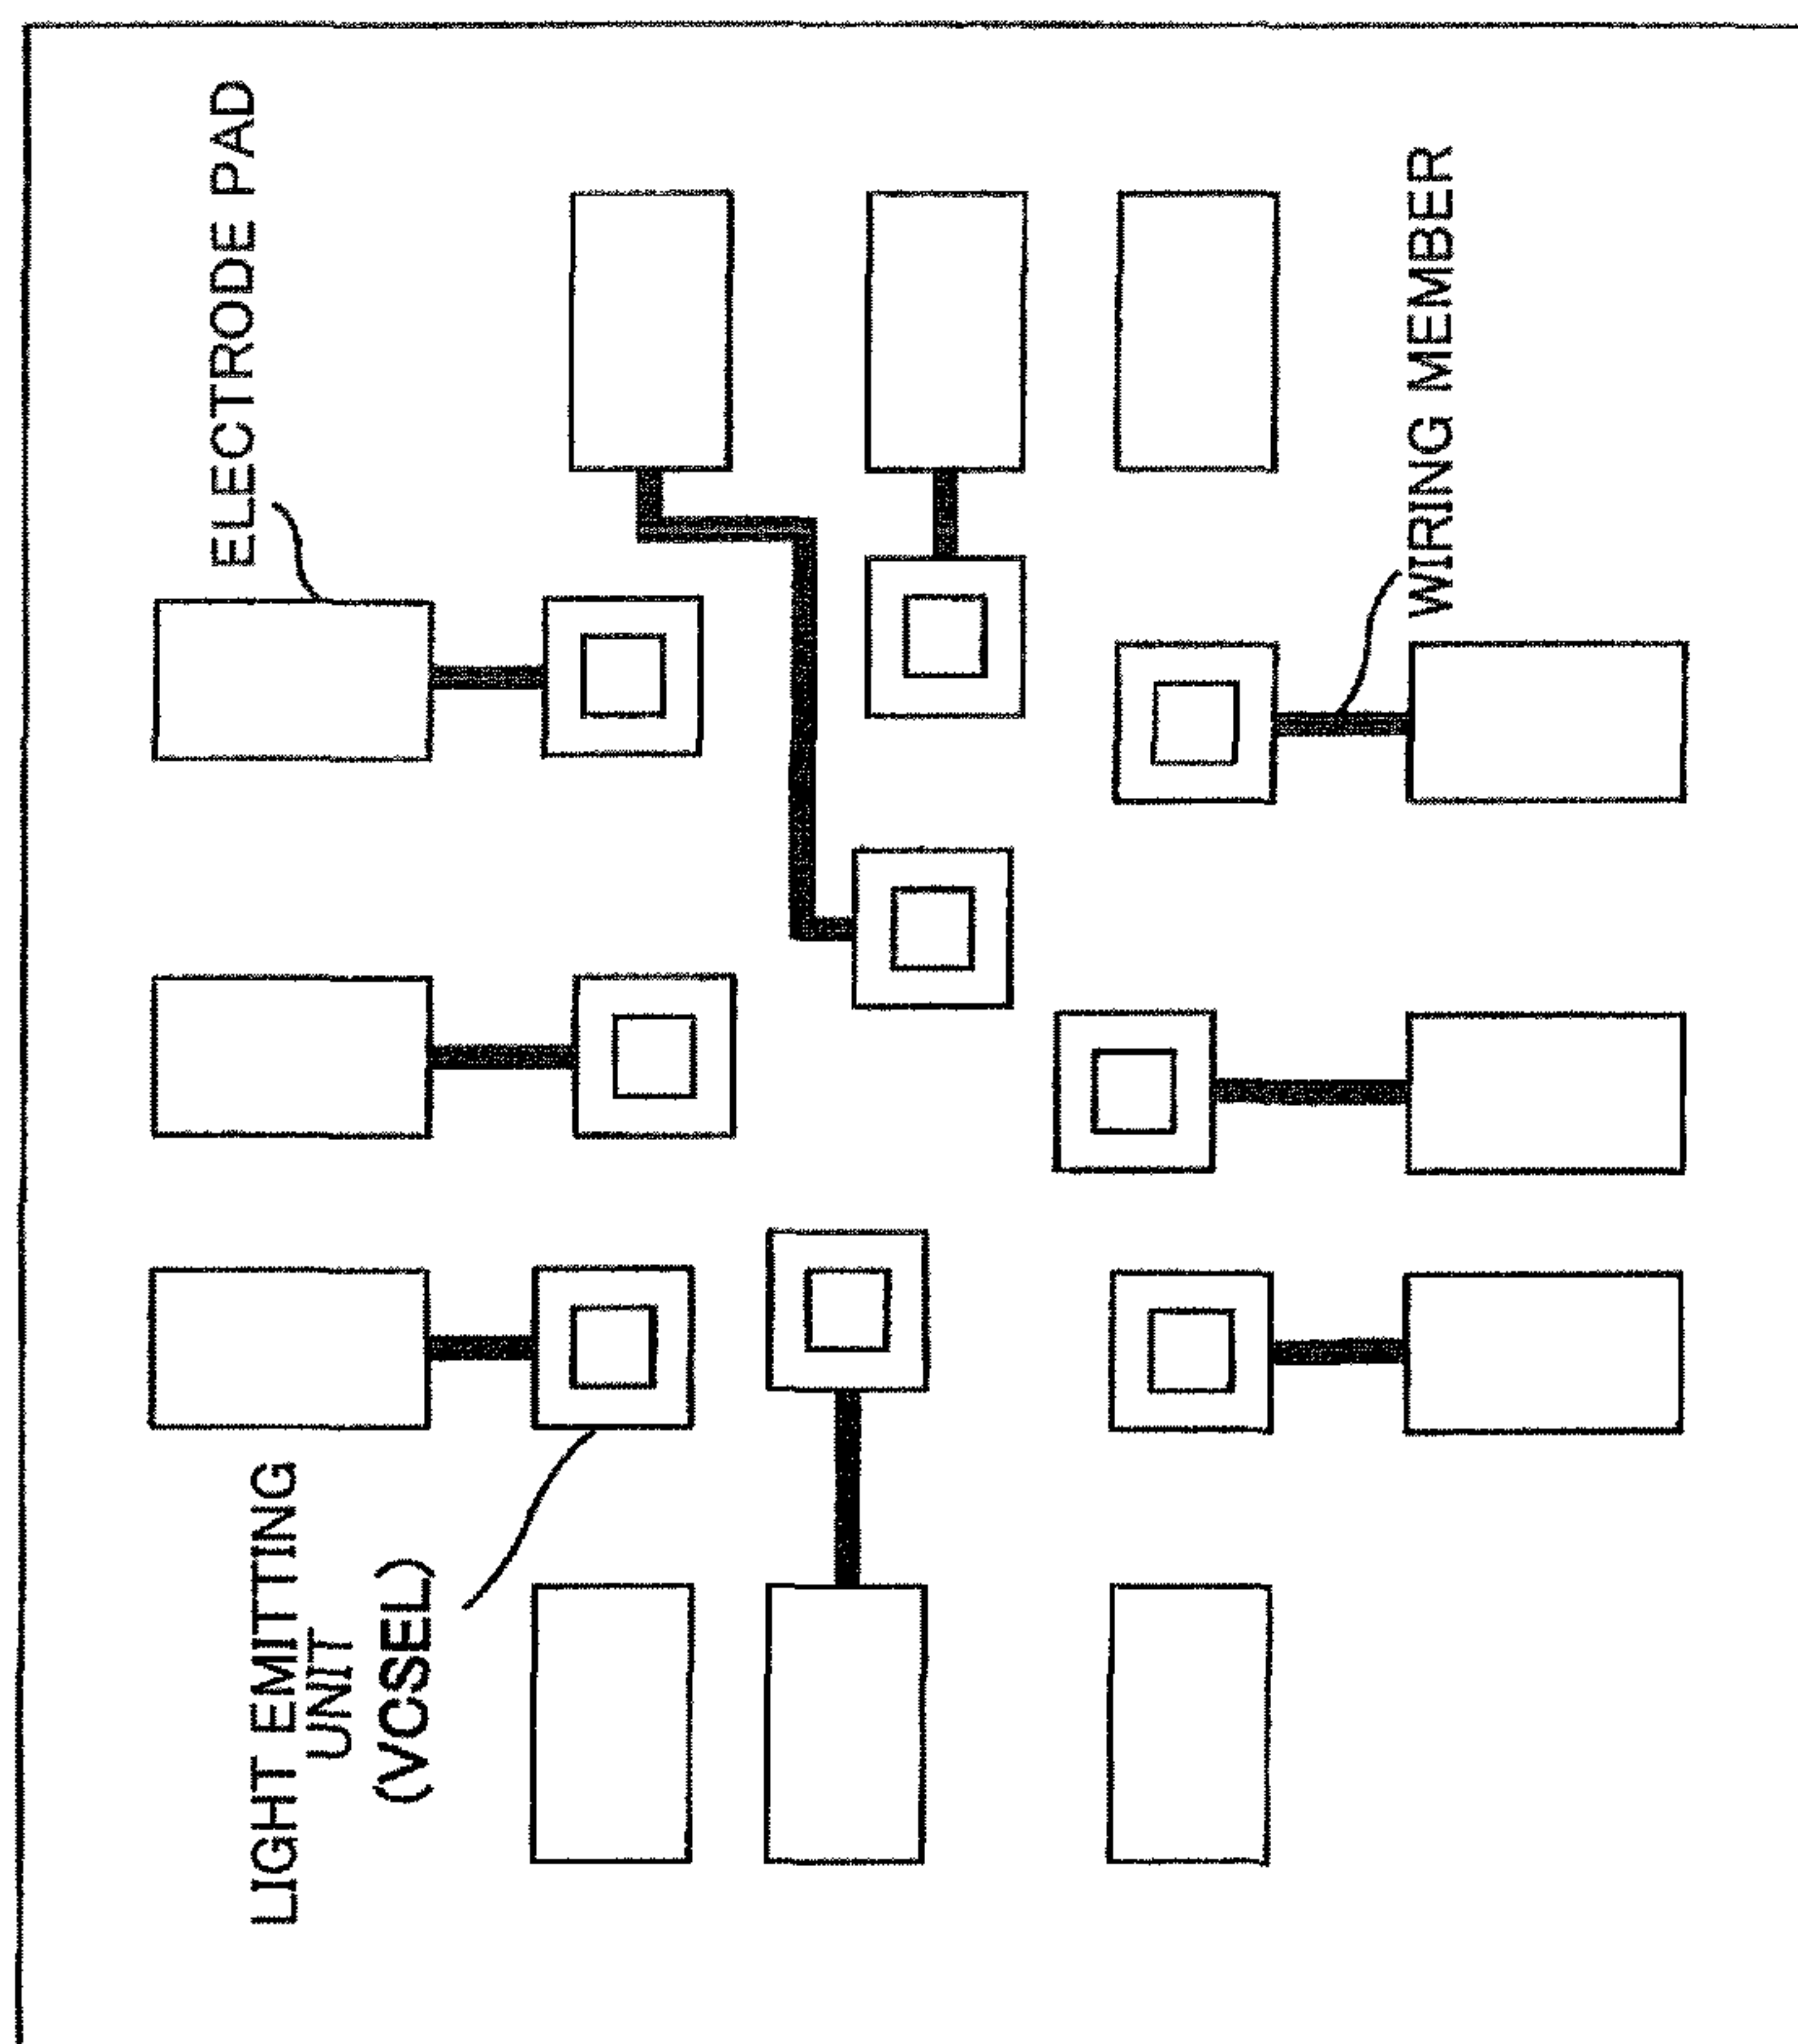 ELECTRODE PAD
WIRING MEMBER
LIGHT EMITTING
UNIT
(VCSEL)